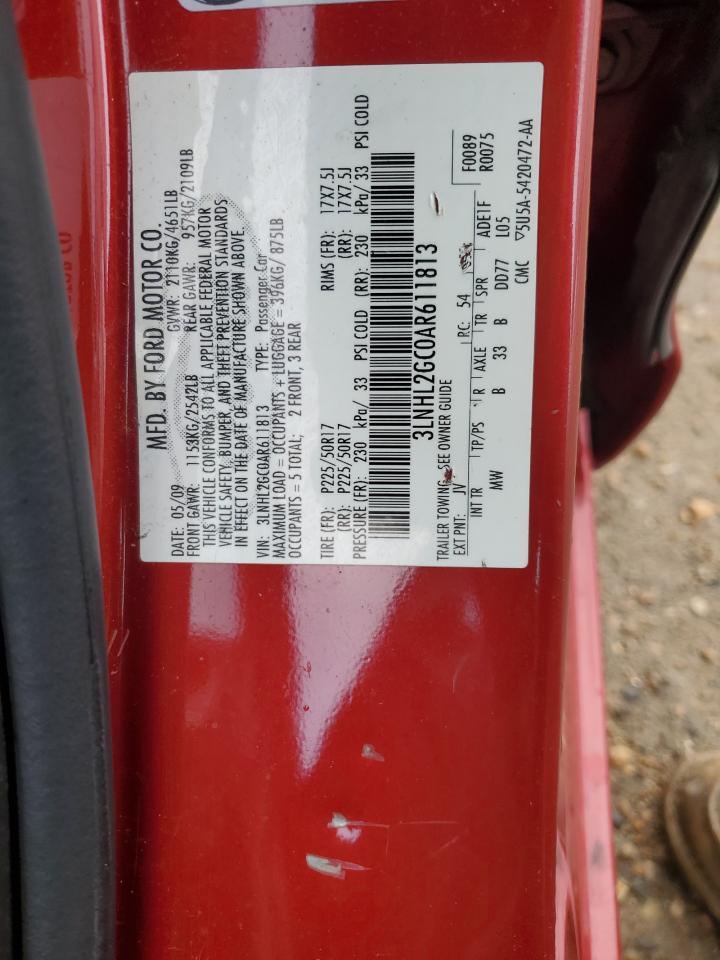 MFD. BY FORD MOTOR CO.
DATE: 05/09 GVWR: 2110KG/4651LB
FRONT GAWR: 1153KG/2542LB REAR GAWR: 957KG/2109LB
THIS VEHICLE CONFORMS TO ALL APPLICABLE FEDERAL MOTOR
VEHICLE SAFETY, BUMPER, AND THEFT PREVENTION STANDARDS
IN EFFECT ON THE DATE OF MANUFACTURE SHOWN ABOVE.
VIN: 3LNHL2GC0AR611813 TYPE: Passenger Car
MAXIMUM LOAD = OCCUPANTS + LUGGAGE = 396KG/ 875LB
OCCUPANTS = 5 TOTAL; 2 FRONT, 3 REAR
TIRE (FR): P225/50R17 RIMS (FR): 17X7.5J
(RR): P225/50R17 (RR): 17X7.5J
PRESSURE (FR): 230 kPa/ 33 PSI COLD (RR): 230 kPa/ 33 PSI COLD
3LNHL2GC0AR611813
TRAILER TOWING-SEE OWNER GUIDE
EXT PNT: JV RC: 54
F0089
R0075
INT TR TP/PS R AXLE TR SPR ADE1F
MW B 33 B DD77 L05
CMC ▽5U5A-5420472-AA